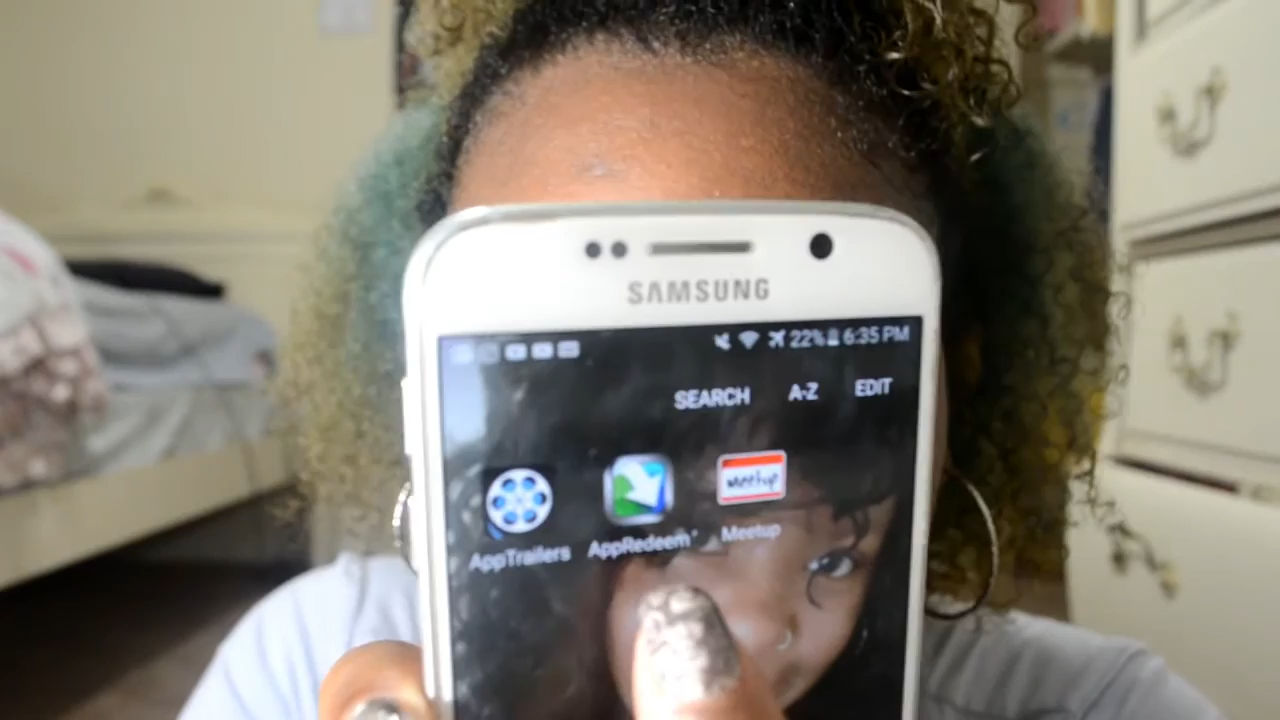 SAMSUNG
22% 6:35 PM
SEARCH A-Z EDIT
meetup
AppTrailers AppRedeem Meetup